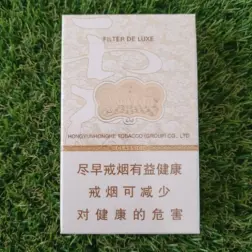 FILTER DE LUXE
HONGYUNHONGHE TOBACCO (GROUP) CO., LTD
尽早戒烟有益健康
戒烟可减少
对健康的危害